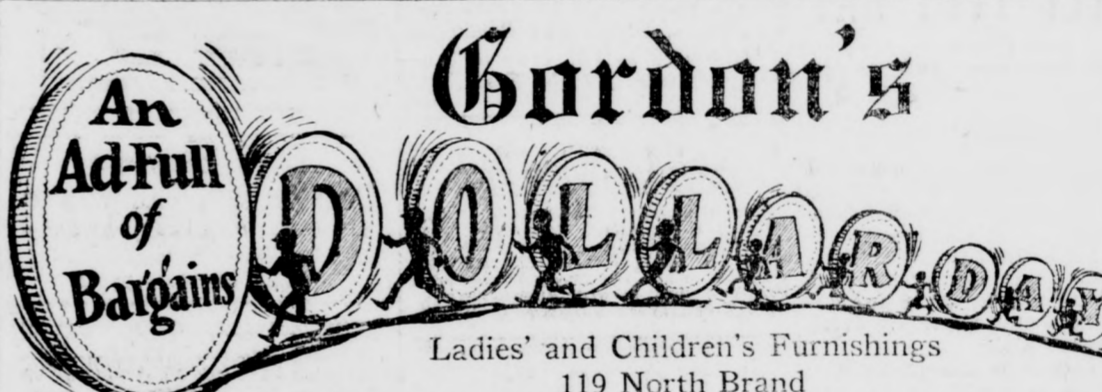 Gordon's
An
Ad-Full
of
Bargains
DOLLAR DAY
Ladies' and Children's Furnishings
119 North Brand